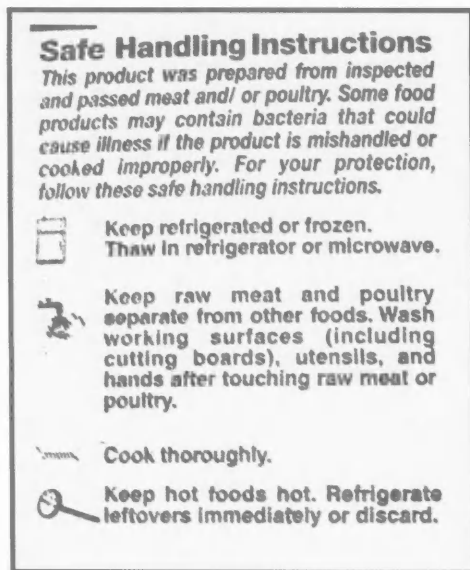 Safe Handling Instructions
This product was prepared from inspected
and passed meat and/ or poultry. Some food
products may contain bacteria that could
cause illness if the product is mishandled or
cooked improperly. For your protection,
follow these safe handling instructions.
Keep refrigerated or frozen.
Thaw in refrigerator or microwave.
Keep raw meat and poultry
separate from other foods. Wash
working surfaces (including
cutting boards), utensils, and
hands after touching raw meat or
poultry.
Cook thoroughly.
Keep hot foods hot. Refrigerate
leftovers immediately or discard.